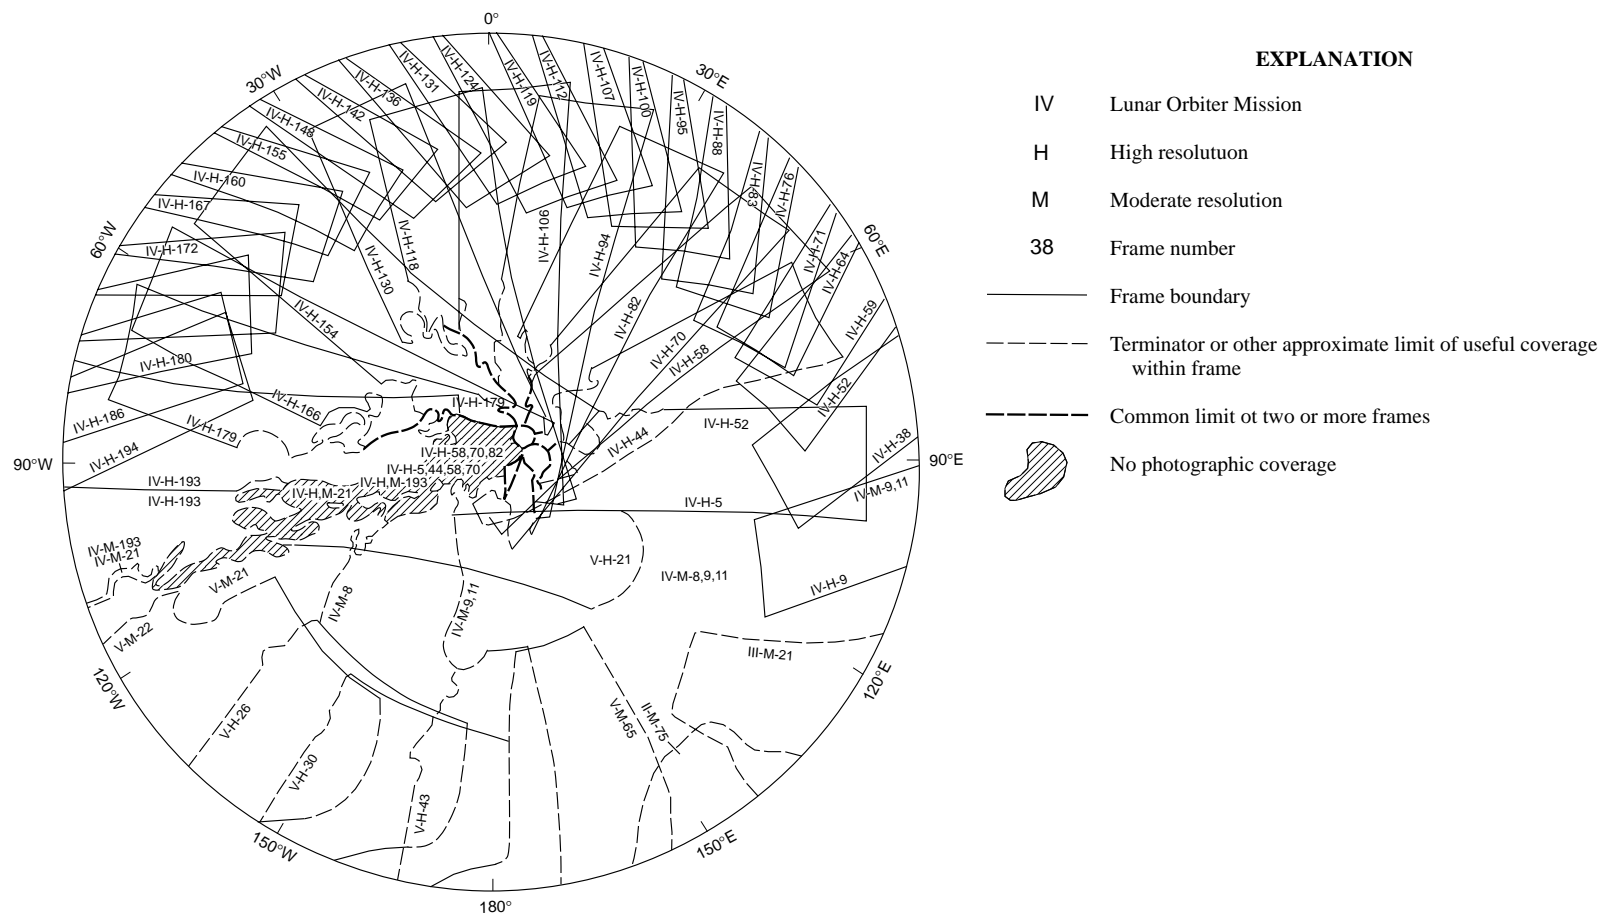 0°
30°W
30°E
60°W
60°E
90°W
90°E
120°W
120°E
150°W
150°E
180°
IV-H-131
IV-H-124
IV-H-119
IV-H-112
IV-H-107
IV-H-100
IV-H-95
IV-H-88
IV-H-83
IV-H-76
IV-H-71
IV-H-64
IV-H-59
IV-H-52
IV-H-136
IV-H-142
IV-H-148
IV-H-155
IV-H-160
IV-H-167
IV-H-172
IV-H-130
IV-H-118
IV-H-106
IV-H-94
IV-H-82
IV-H-70
IV-H-58
IV-H-154
IV-H-180
IV-H-186
IV-H-194
IV-H-179
IV-H-166
IV-H-179
IV-H-52
IV-H-44
IV-H-38
IV-M-9,11
IV-H-58,70,82
IV-H-5,44,58,70
IV-H,M-193
IV-H,M-21
IV-H-193
IV-H-193
IV-H-5
IV-M-193
IV-M-21
V-M-21
V-M-22
IV-M-8
IV-M-9,11
V-H-21
IV-M-8,9,11
IV-H-9
III-M-21
V-H-26
V-H-30
V-H-43
V-M-65
II-M-75
EXPLANATION
IV Lunar Orbiter Mission
H High resolutuon
M Moderate resolution
38 Frame number
Frame boundary
Terminator or other approximate limit of useful coverage
within frame
Common limit ot two or more frames
No photographic coverage